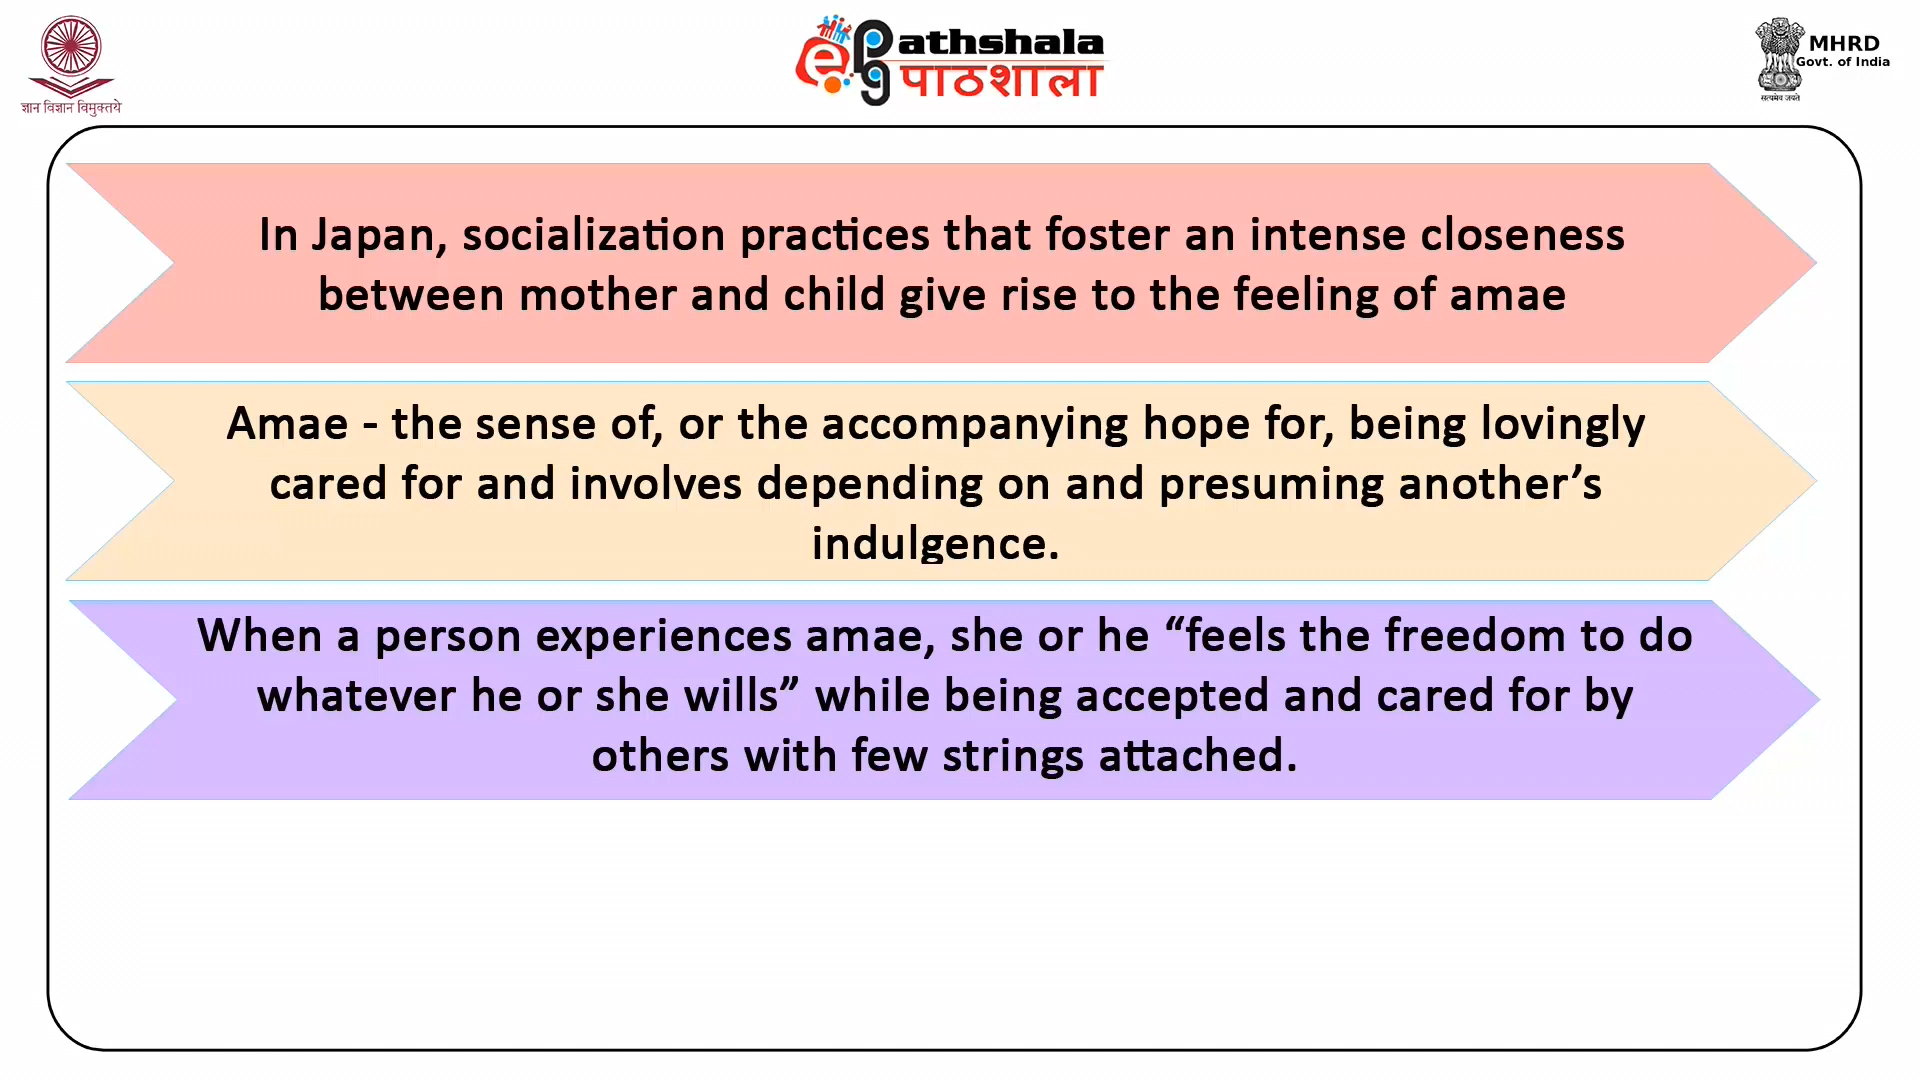 ज्ञान विज्ञान विमुक्तये
ePg Pathshala
पाठशाला
MHRD
Govt. of India
सत्यमेव जयते
In Japan, socialization practices that foster an intense closeness
between mother and child give rise to the feeling of amae
Amae - the sense of, or the accompanying hope for, being lovingly
cared for and involves depending on and presuming another’s
indulgence.
When a person experiences amae, she or he “feels the freedom to do
whatever he or she wills” while being accepted and cared for by
others with few strings attached.